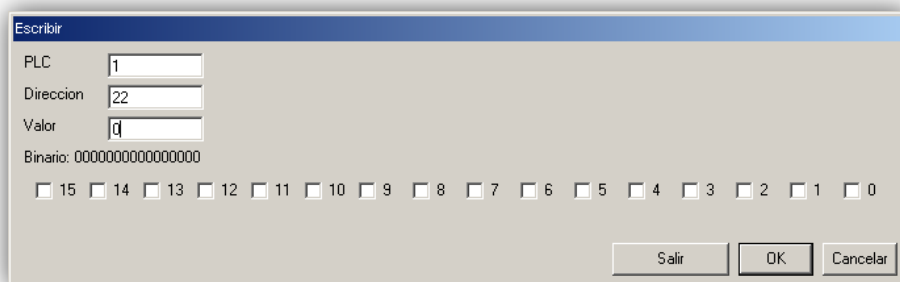 Escribir
PLC 1
Direccion 22
Valor 0
Binario: 0000000000000000
15 14 13 12 11 10 9 8 7 6 5 4 3 2 1 0
Salir OK Cancelar